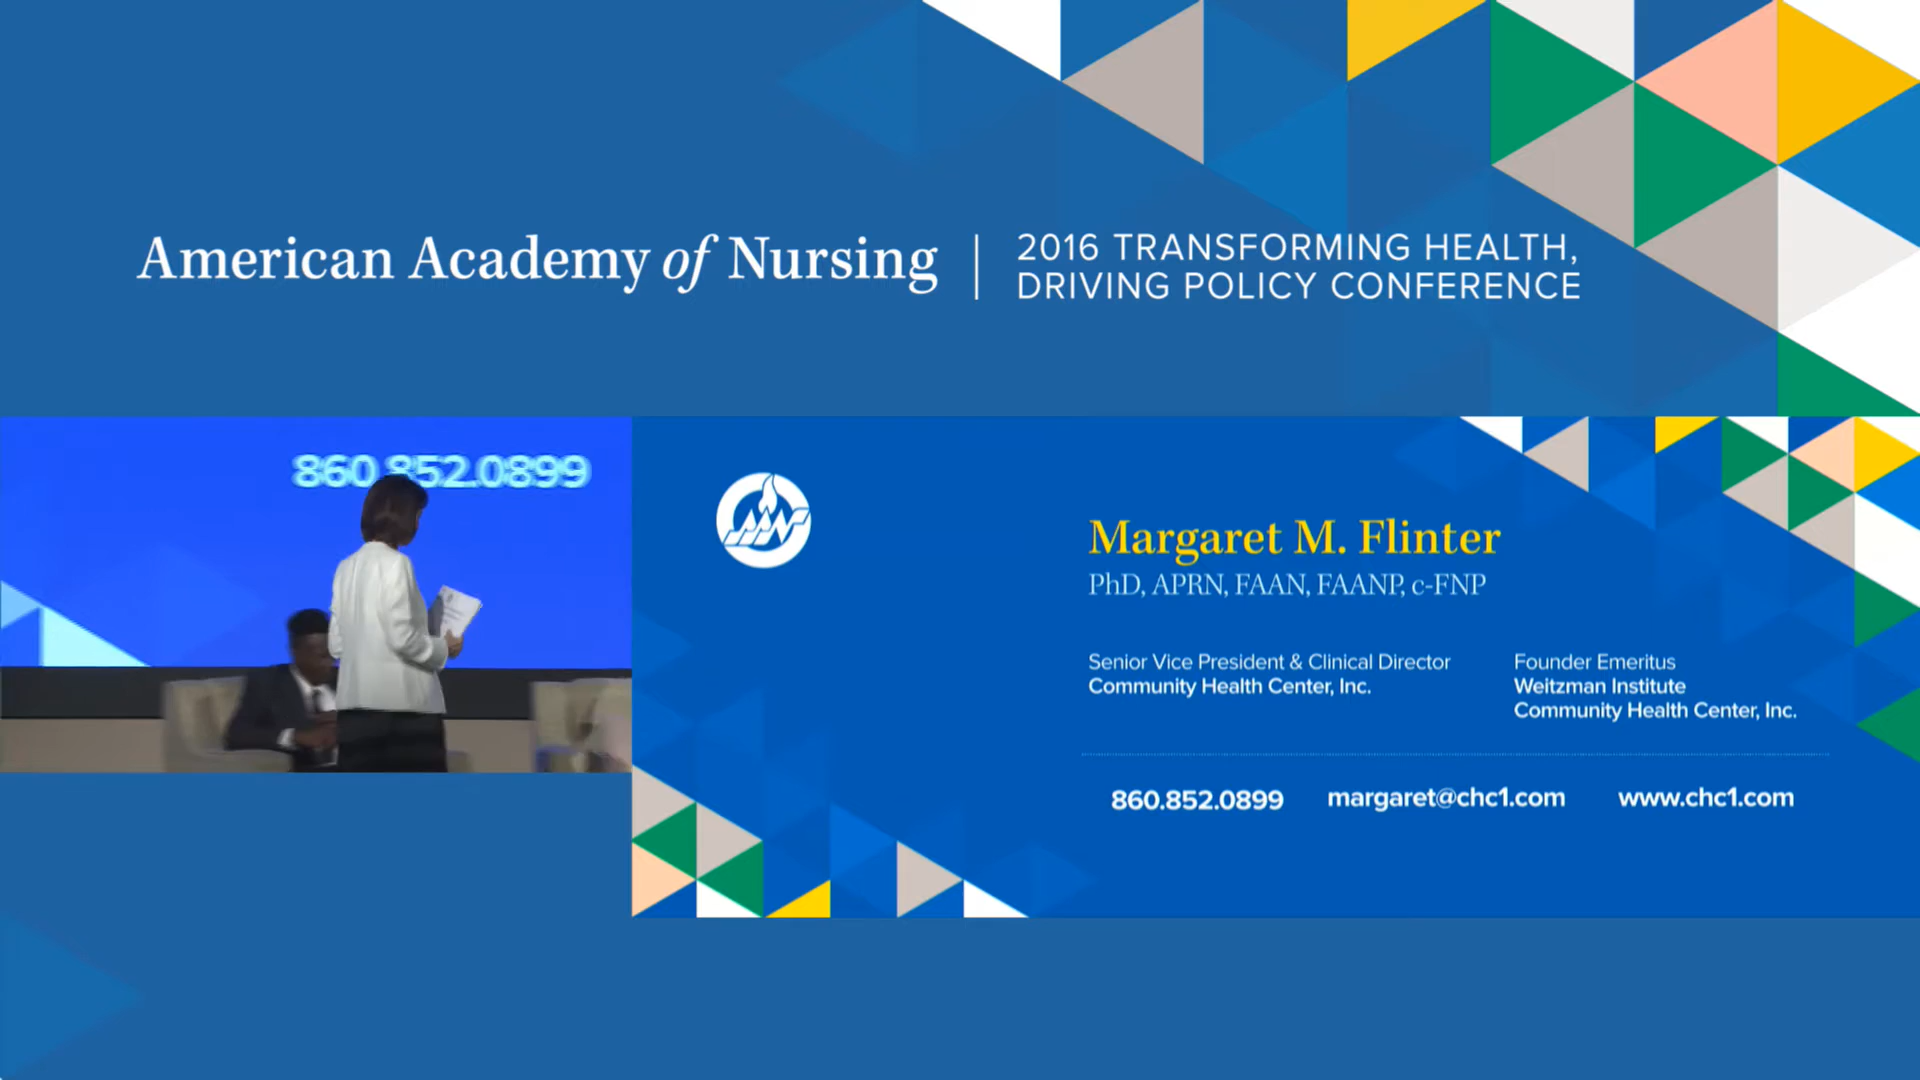 American Academy of Nursing
2016 TRANSFORMING HEALTH,
DRIVING POLICY CONFERENCE
860.852.0899
Margaret M. Flinter
PhD, APRN, FAAN, FAANP, c-FNP
Senior Vice President & Clinical Director
Community Health Center, Inc.
Founder Emeritus
Weitzman Institute
Community Health Center, Inc.
860.852.0899
margaret@chc1.com
www.chc1.com